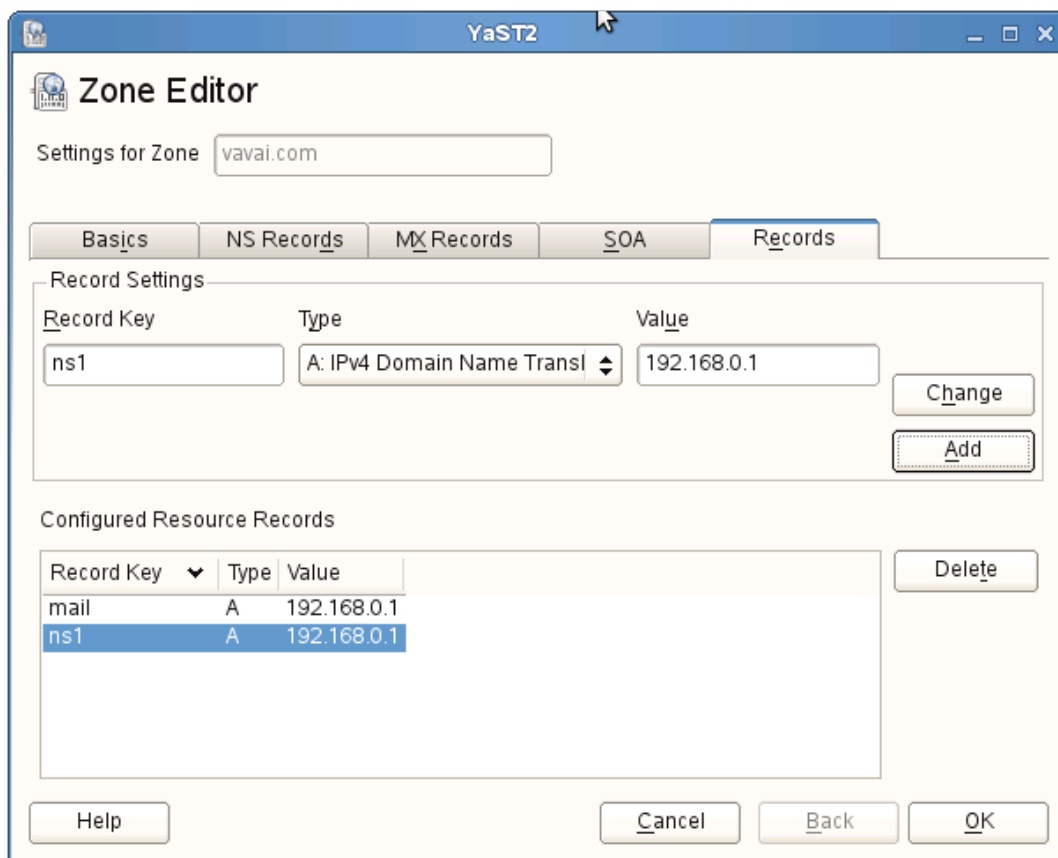 YaST2
Zone Editor
Settings for Zone vavai.com
Basics NS Records MX Records SOA Records
Record Settings
Record Key Type Value
ns1 A: IPv4 Domain Name Transl 192.168.0.1
Change
Add
Configured Resource Records
Record Key Type Value
Delete
mail A 192.168.0.1
ns1 A 192.168.0.1
Help Cancel Back OK